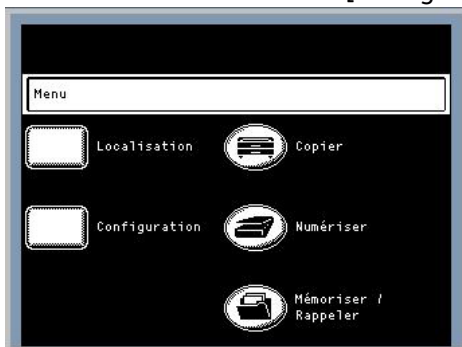 Menu
Localisation
Copier
Configuration
Numériser
Mémoriser /
Rappeler